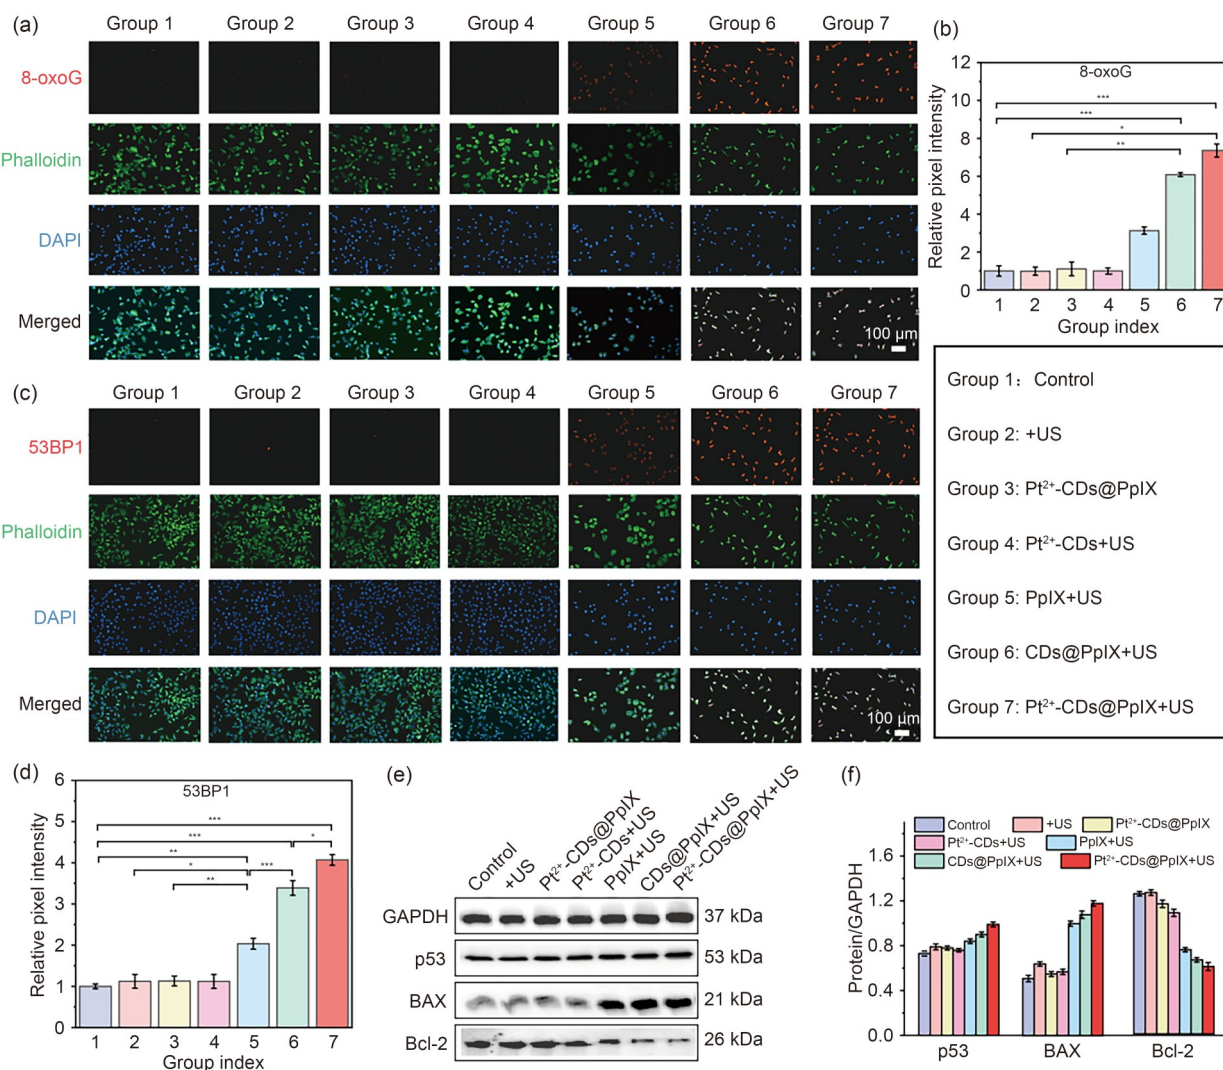 (a)
Group 1 Group 2 Group 3 Group 4 Group 5 Group 6 Group 7
8-oxoG
Phalloidin
DAPI
Merged
100 µm
(b)
12
10
8
6
4
2
0
Relative pixel intensity
8-oxoG
***
***
*
**
1 2 3 4 5 6 7
Group index
Group 1: Control
Group 2: +US
Group 3: Pt²⁺-CDs@PpIX
Group 4: Pt²⁺-CDs+US
Group 5: PpIX+US
Group 6: CDs@PpIX+US
Group 7: Pt²⁺-CDs@PpIX+US
(c)
Group 1 Group 2 Group 3 Group 4 Group 5 Group 6 Group 7
53BP1
Phalloidin
DAPI
Merged
100 µm
(d)
6
5
4
3
2
1
0
Relative pixel intensity
53BP1
***
*** *
**
* ***
**
1 2 3 4 5 6 7
Group index
(e)
Control
+US
Pt²⁺-CDs@PpIX
Pt²⁺-CDs+US
PpIX+US
CDs@PpIX+US
Pt²⁺-CDs@PpIX+US
GAPDH 37 kDa
p53 53 kDa
BAX 21 kDa
Bcl-2 26 kDa
(f)
Control +US Pt²⁺-CDs@PpIX
Pt²⁺-CDs+US PpIX+US
CDs@PpIX+US Pt²⁺-CDs@PpIX+US
1.6
1.2
0.8
0.4
0.0
Protein/GAPDH
p53 BAX Bcl-2